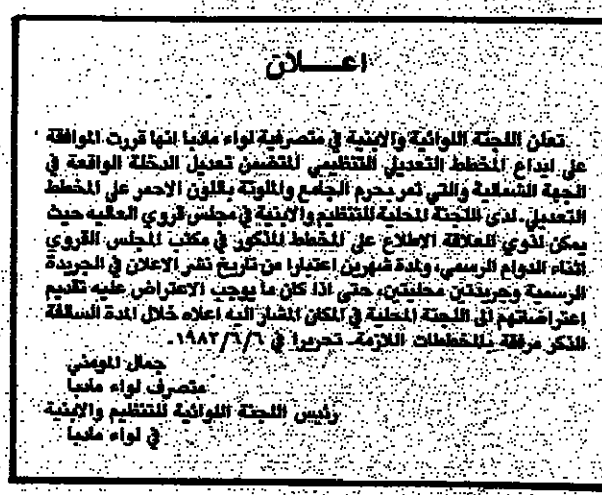 اعــــلان
تعلن اللجنة اللوائية والابنية في متصرفية لواء مادبا انها قررت الموافقة
على ايداع المخطط التعديلي التنظيمي المتضمن تعديل الدخلة الواقعة في
الجهة الشمالية والتي تمر بحرم الجامع والملونة باللون الاحمر على المخطط
التعديلي. لدى اللجنة المحلية للتنظيم والابنية في مجلس قروي العاليه حيث
يمكن لذوي العلاقة الاطلاع على المخطط المذكور في مكتب المجلس القروي
اثناء الدوام الرسمي، ولمدة شهرين اعتبارا من تاريخ نشر الاعلان في الجريدة
الرسمية وجريدتين محليتين، حتى اذا كان ما يوجب الاعتراض عليه تقديم
اعتراضاتهم الى اللجنة المحلية في المكان المشار اليه اعلاه خلال المدة السالفة
الذكر مرفقة بالمخططات اللازمة. تحريرا في ١٩٨٢/٦/٦.
جمال المومني
متصرف لواء مادبا
رئيس اللجنة اللوائية للتنظيم والابنية
في لواء مادبا